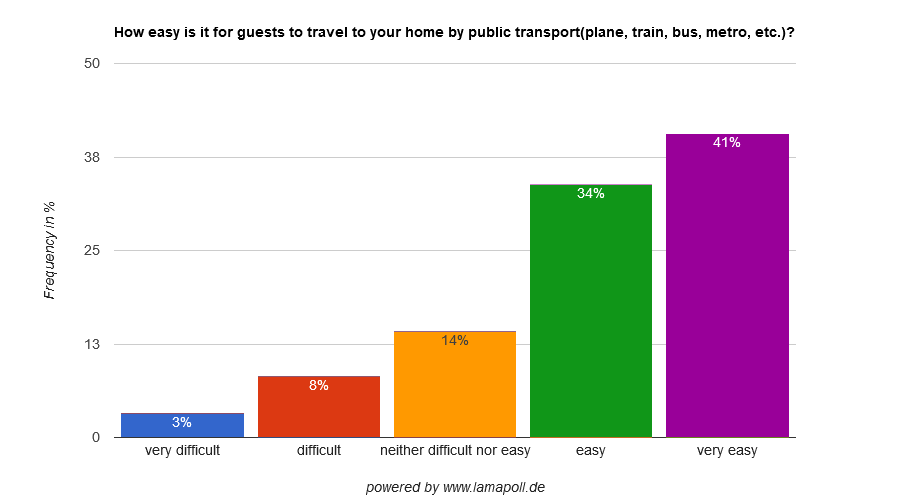 How easy is it for guests to travel to your home by public transport(plane, train, bus, metro, etc.)?
50
38
25
13
0
Frequency in %
3%
8%
14%
34%
41%
very difficult
difficult
neither difficult nor easy
easy
very easy
powered by www.lamapoll.de